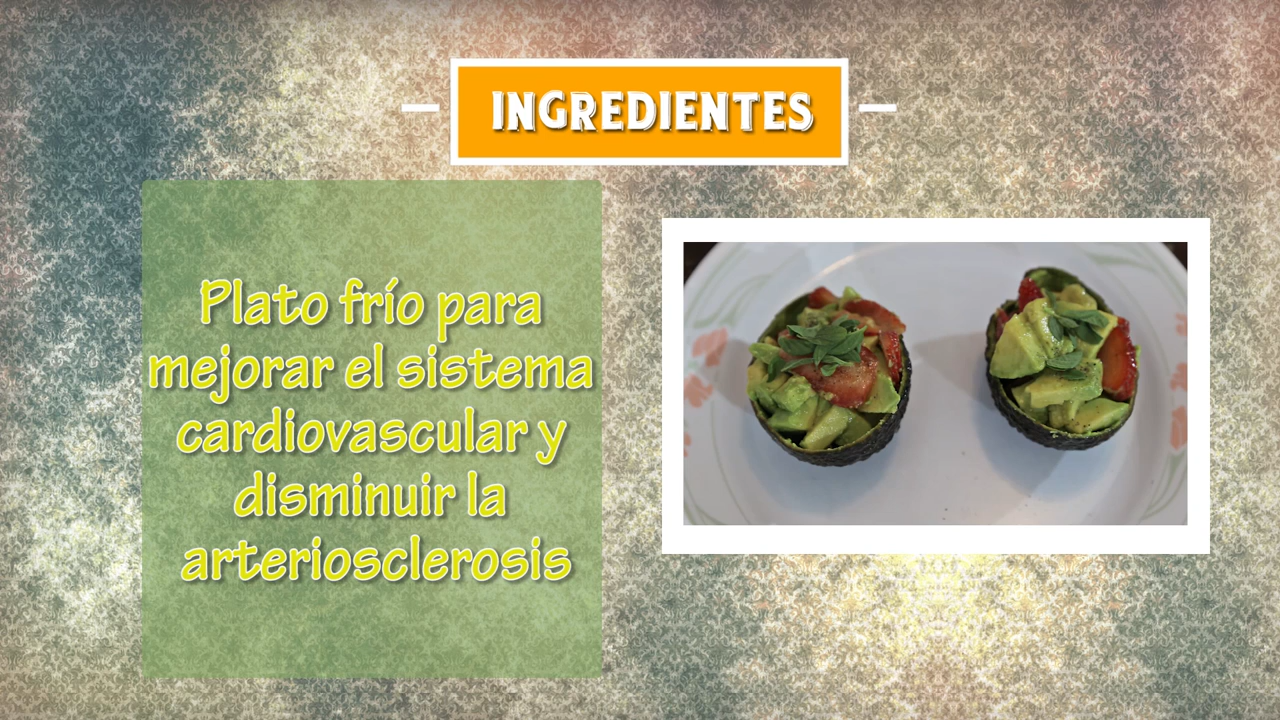 INGREDIENTES
Plato frío para
mejorar el sistema
cardiovascular y
disminuir la
arteriosclerosis